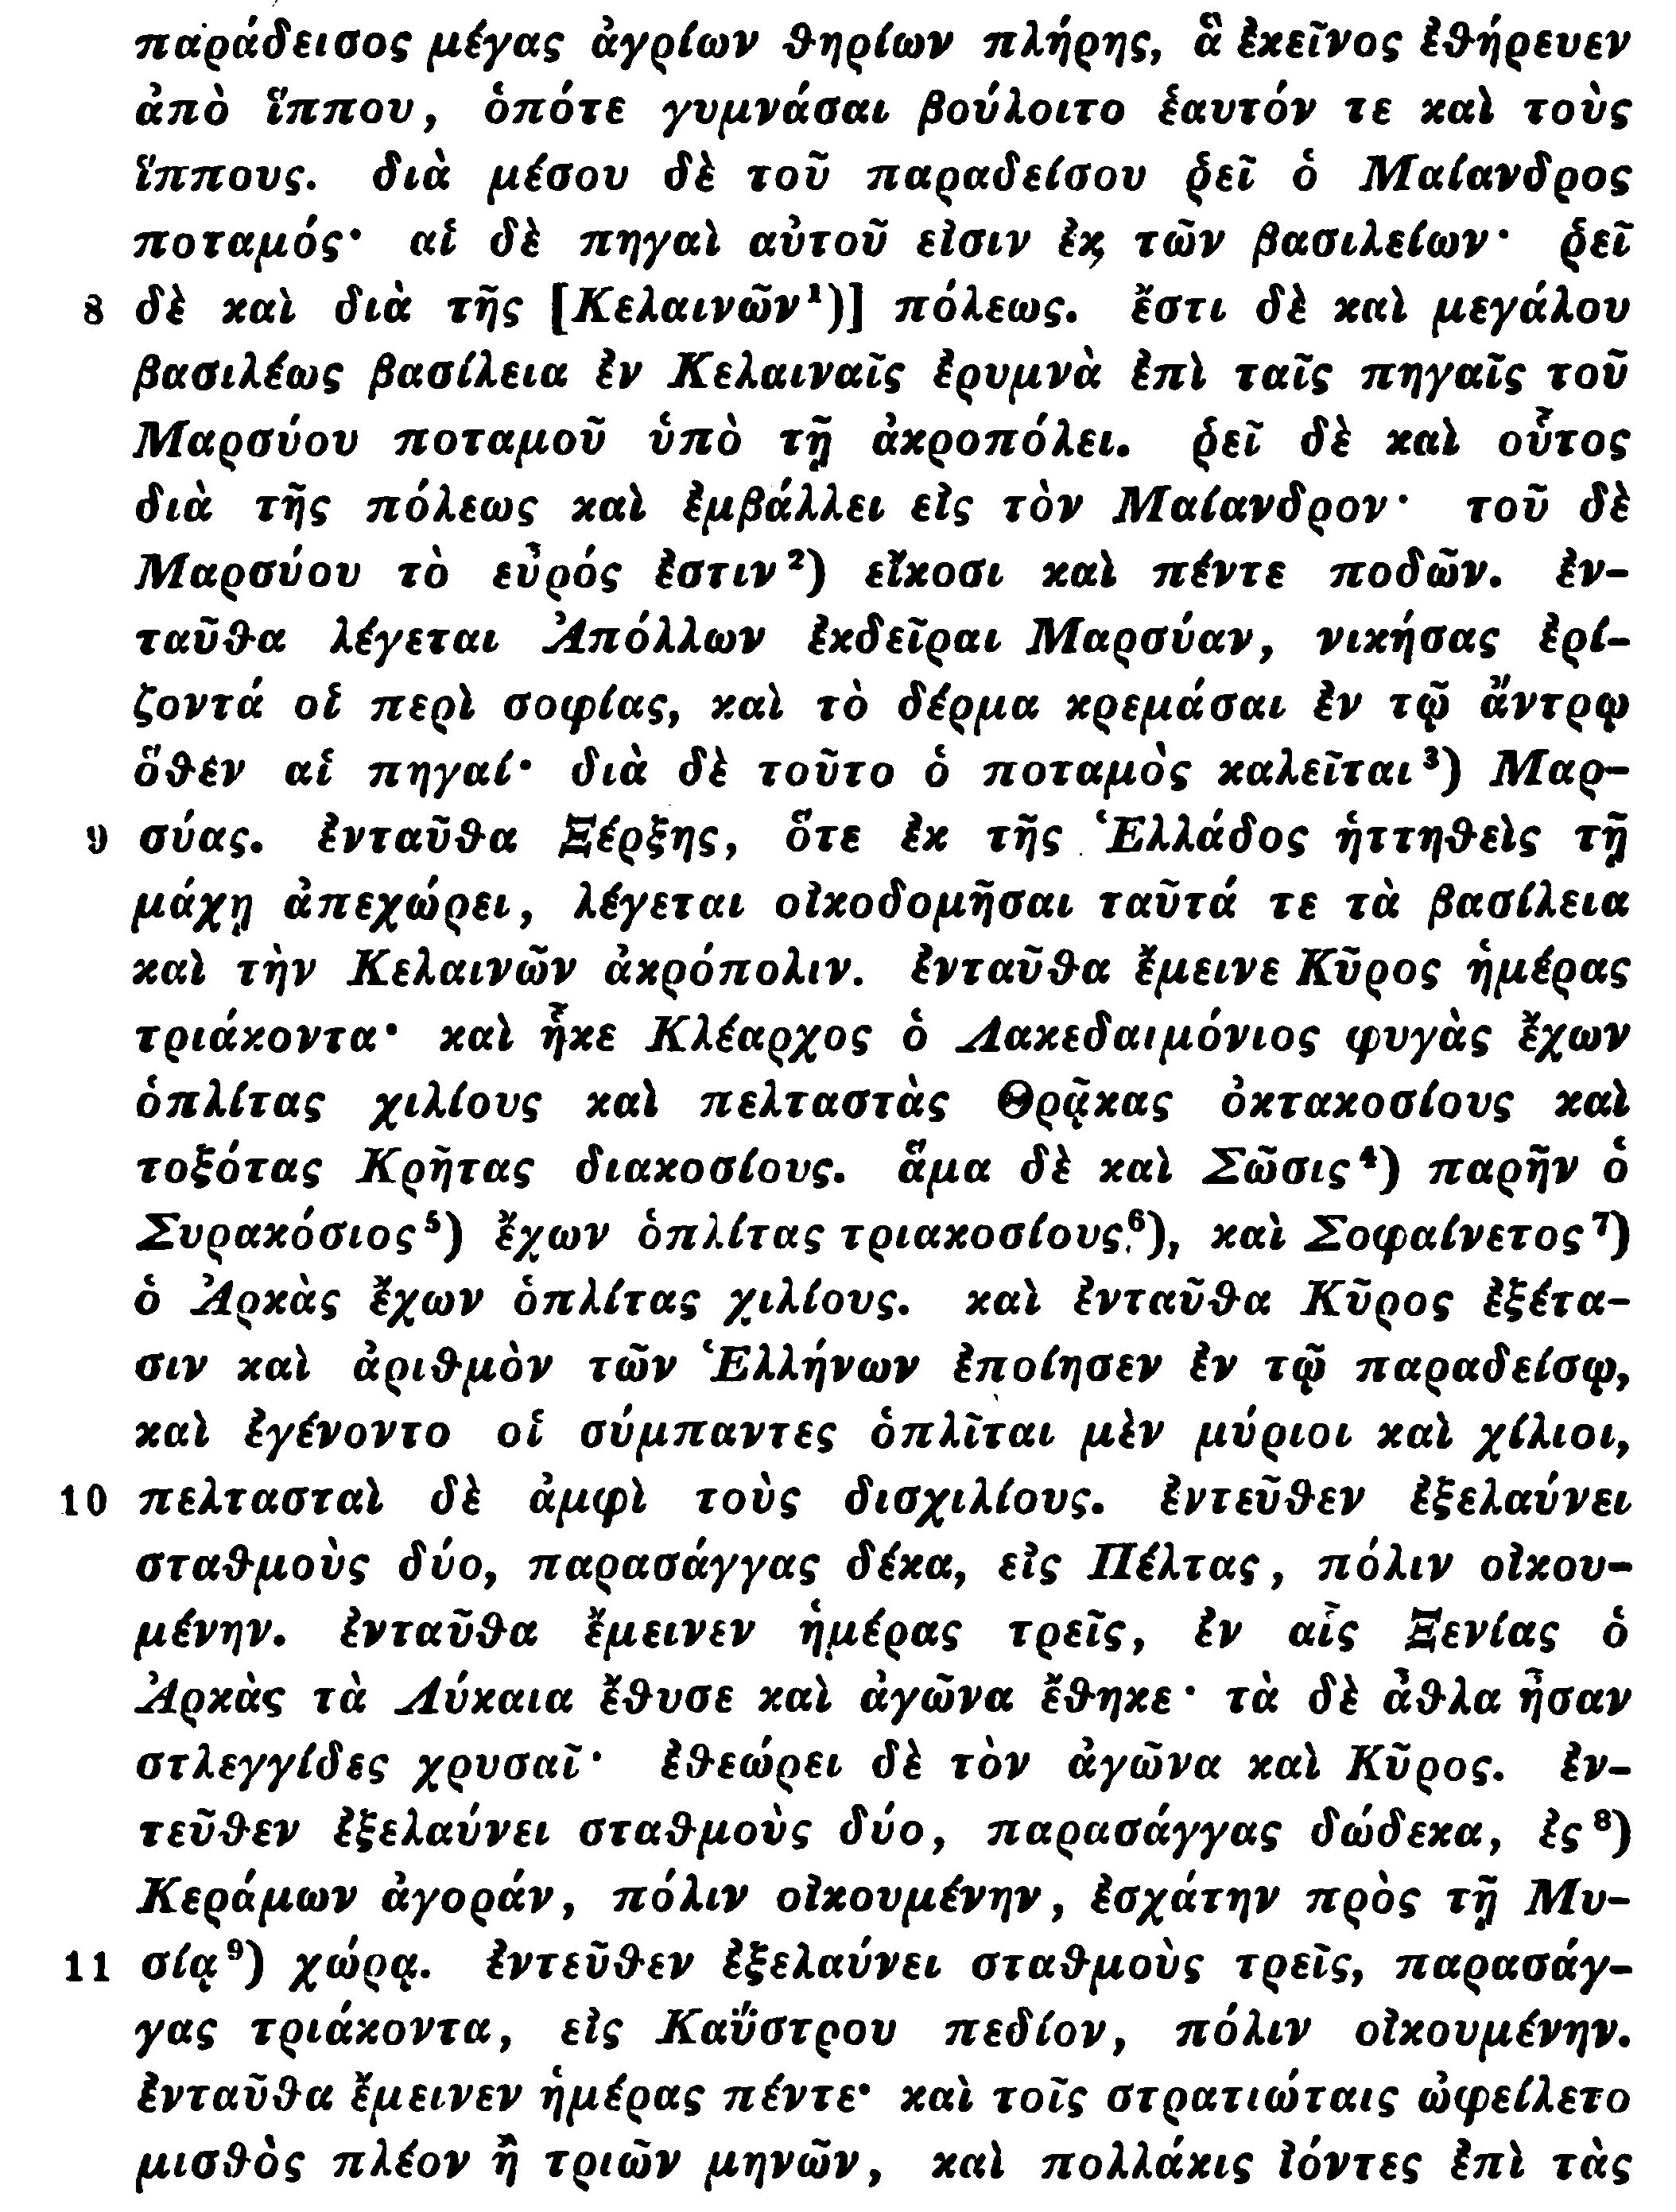 παράδεισος μέγας ἀγρίων θηρίων πλήρης, ἃ ἐκεῖνος ἐθήρευεν
ἀπὸ ἵππου, ὁπότε γυμνάσαι βούλοιτο ἑαυτόν τε καὶ τοὺς
ἵππους. διὰ μέσου δὲ τοῦ παραδείσου ῥεῖ ὁ Μαίανδρος
ποταμός· αἱ δὲ πηγαὶ αὐτοῦ εἰσιν ἐκ τῶν βασιλείων· ῥεῖ
8 δὲ καὶ διὰ τῆς [Κελαινῶν¹)] πόλεως. ἔστι δὲ καὶ μεγάλου
βασιλέως βασίλεια ἐν Κελαιναῖς ἐρυμνὰ ἐπὶ ταῖς πηγαῖς τοῦ
Μαρσύου ποταμοῦ ὑπὸ τῇ ἀκροπόλει. ῥεῖ δὲ καὶ οὗτος
διὰ τῆς πόλεως καὶ ἐμβάλλει εἰς τὸν Μαίανδρον· τοῦ δὲ
Μαρσύου τὸ εὖρός ἐστιν²) εἴκοσι καὶ πέντε ποδῶν. ἐν-
ταῦθα λέγεται Ἀπόλλων ἐκδεῖραι Μαρσύαν, νικήσας ἐρί-
ζοντά οἱ περὶ σοφίας, καὶ τὸ δέρμα κρεμάσαι ἐν τῷ ἄντρῳ
ὅθεν αἱ πηγαί· διὰ δὲ τοῦτο ὁ ποταμὸς καλεῖται³) Μαρ-
9 σύας. ἐνταῦθα Ξέρξης, ὅτε ἐκ τῆς Ἑλλάδος ἡττηθεὶς τῇ
μάχῃ ἀπεχώρει, λέγεται οἰκοδομῆσαι ταῦτά τε τὰ βασίλεια
καὶ τὴν Κελαινῶν ἀκρόπολιν. ἐνταῦθα ἔμεινε Κῦρος ἡμέρας
τριάκοντα· καὶ ἧκε Κλέαρχος ὁ Λακεδαιμόνιος φυγὰς ἔχων
ὁπλίτας χιλίους καὶ πελταστὰς Θρᾷκας ὀκτακοσίους καὶ
τοξότας Κρῆτας διακοσίους. ἅμα δὲ καὶ Σῶσις⁴) παρῆν ὁ
Συρακόσιος⁵) ἔχων ὁπλίτας τριακοσίους⁶), καὶ Σοφαίνετος⁷)
ὁ Ἀρκὰς ἔχων ὁπλίτας χιλίους. καὶ ἐνταῦθα Κῦρος ἐξέτα-
σιν καὶ ἀριθμὸν τῶν Ἑλλήνων ἐποίησεν ἐν τῷ παραδείσῳ,
καὶ ἐγένοντο οἱ σύμπαντες ὁπλῖται μὲν μύριοι καὶ χίλιοι,
10 πελτασταὶ δὲ ἀμφὶ τοὺς δισχιλίους. ἐντεῦθεν ἐξελαύνει
σταθμοὺς δύο, παρασάγγας δέκα, εἰς Πέλτας, πόλιν οἰκου-
μένην. ἐνταῦθα ἔμεινεν ἡμέρας τρεῖς, ἐν αἷς Ξενίας ὁ
Ἀρκὰς τὰ Λύκαια ἔθυσε καὶ ἀγῶνα ἔθηκε· τὰ δὲ ἆθλα ἦσαν
στλεγγίδες χρυσαῖ· ἐθεώρει δὲ τὸν ἀγῶνα καὶ Κῦρος. ἐν-
τεῦθεν ἐξελαύνει σταθμοὺς δύο, παρασάγγας δώδεκα, ἐς⁸)
Κεράμων ἀγοράν, πόλιν οἰκουμένην, ἐσχάτην πρὸς τῇ Μυ-
11 σίᾳ⁹) χώρᾳ. ἐντεῦθεν ἐξελαύνει σταθμοὺς τρεῖς, παρασάγ-
γας τριάκοντα, εἰς Καΰστρου πεδίον, πόλιν οἰκουμένην.
ἐνταῦθα ἔμεινεν ἡμέρας πέντε· καὶ τοῖς στρατιώταις ὠφείλετο
μισθὸς πλέον ἢ τριῶν μηνῶν, καὶ πολλάκις ἰόντες ἐπὶ τὰς